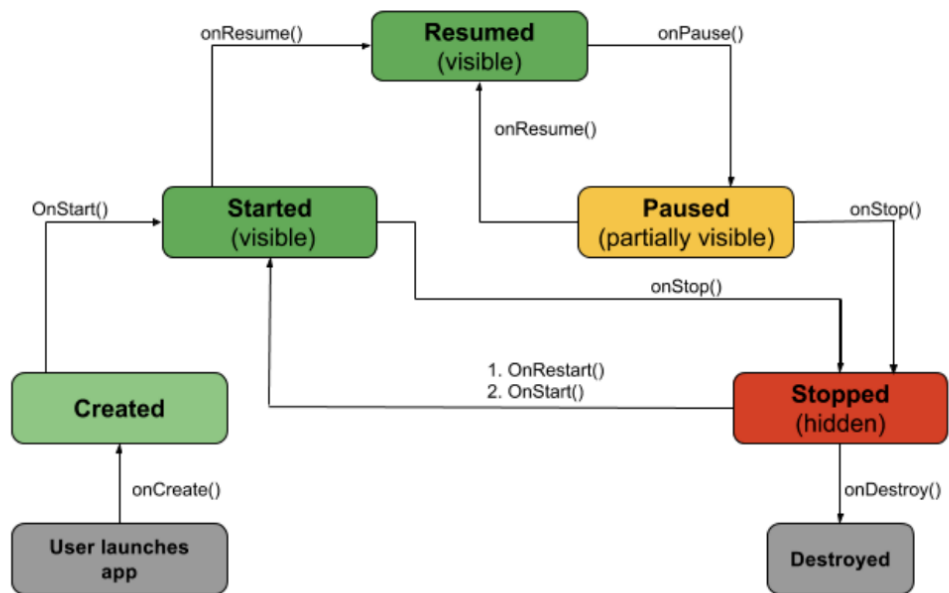 onResume()
Resumed
(visible)
onPause()
onResume()
OnStart()
Started
(visible)
Paused
(partially visible)
onStop()
onStop()
1. OnRestart()
2. OnStart()
Created
Stopped
(hidden)
onCreate()
onDestroy()
User launches
app
Destroyed